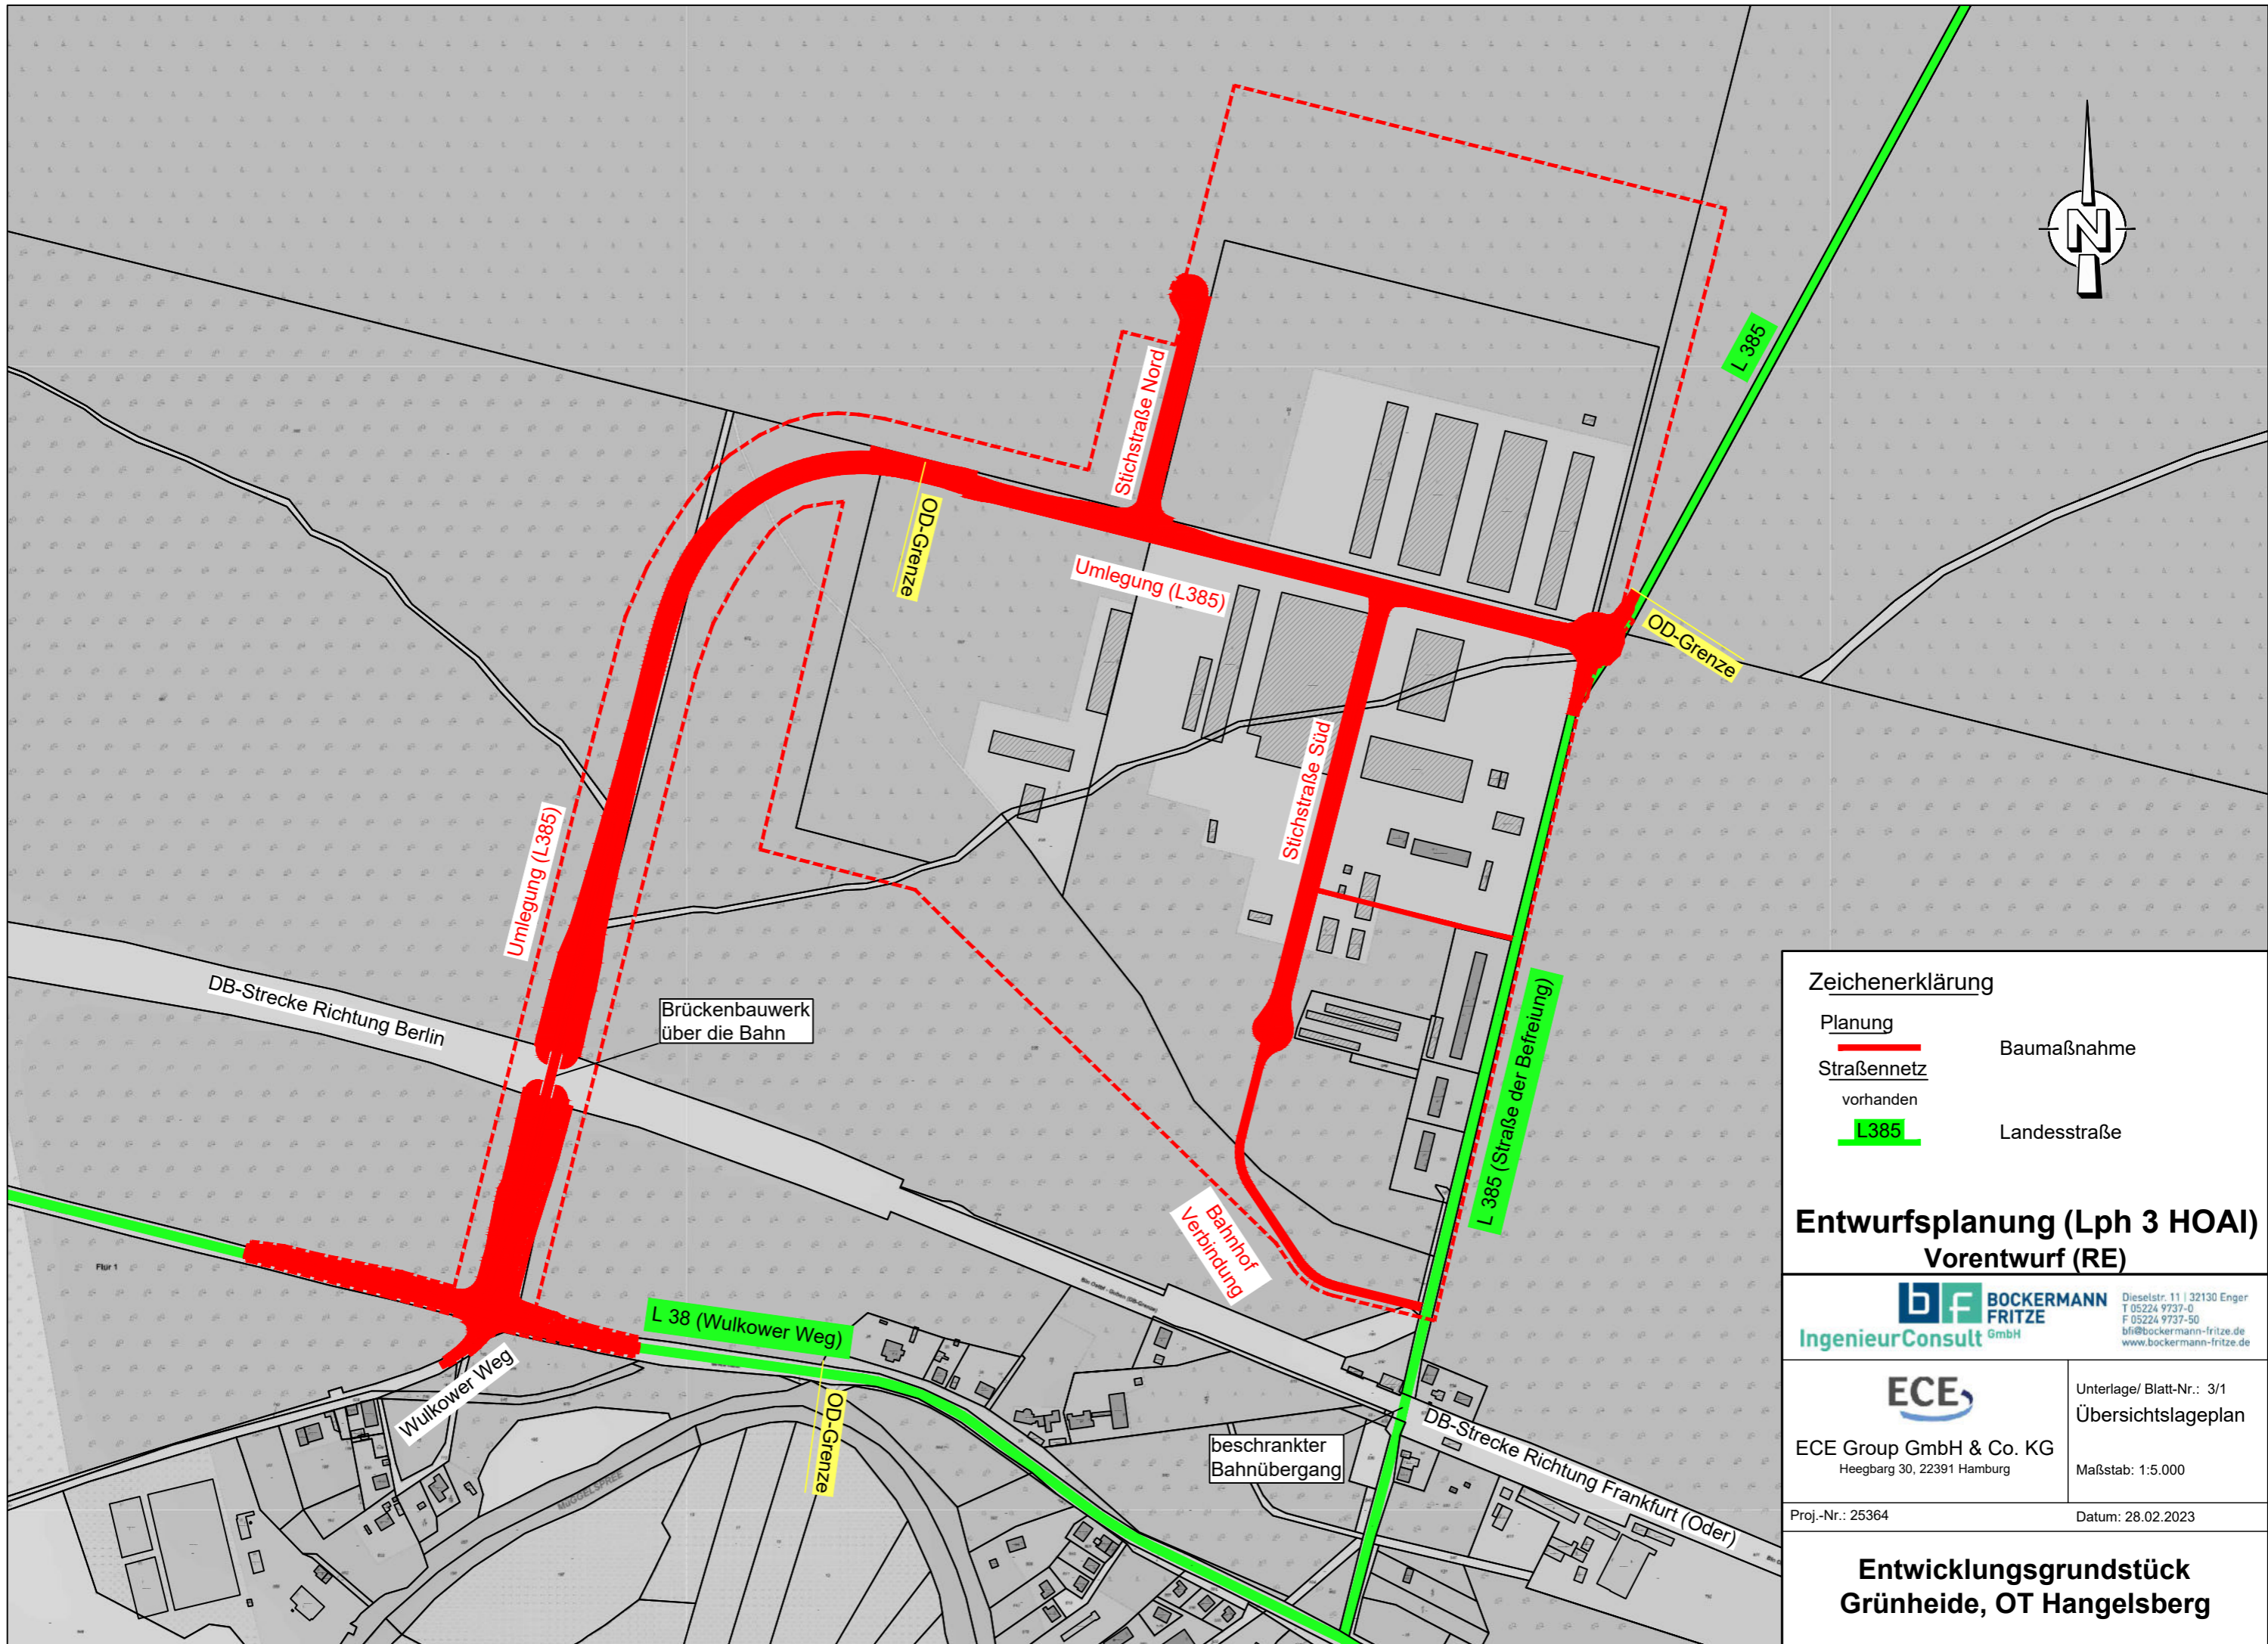 L 385
Stichstraße Nord
OD-Grenze
Umlegung (L385)
OD-Grenze
Stichstraße Süd
Umlegung (L385)
DB-Strecke Richtung Berlin
Brückenbauwerk
über die Bahn
L 385 (Straße der Befreiung)
Bahnhof
Verbindung
Flur 1
L 38 (Wulkower Weg)
Wulkower Weg
OD-Grenze
MÜGGELSPREE
beschrankter
Bahnübergang
DB-Strecke Richtung Frankfurt (Oder)
N
Zeichenerklärung
Planung
Baumaßnahme
Straßennetz
vorhanden
L385
Landesstraße
Entwurfsplanung (Lph 3 HOAI)
Vorentwurf (RE)
bf BOCKERMANN
FRITZE
IngenieurConsult GmbH
Dieselstr. 11 | 32130 Enger
T 05224 9737-0
F 05224 9737-50
bfi@bockermann-fritze.de
www.bockermann-fritze.de
ECE
ECE Group GmbH & Co. KG
Heegbarg 30, 22391 Hamburg
Unterlage/ Blatt-Nr.: 3/1
Übersichtslageplan
Maßstab: 1:5.000
Proj.-Nr.: 25364
Datum: 28.02.2023
Entwicklungsgrundstück
Grünheide, OT Hangelsberg